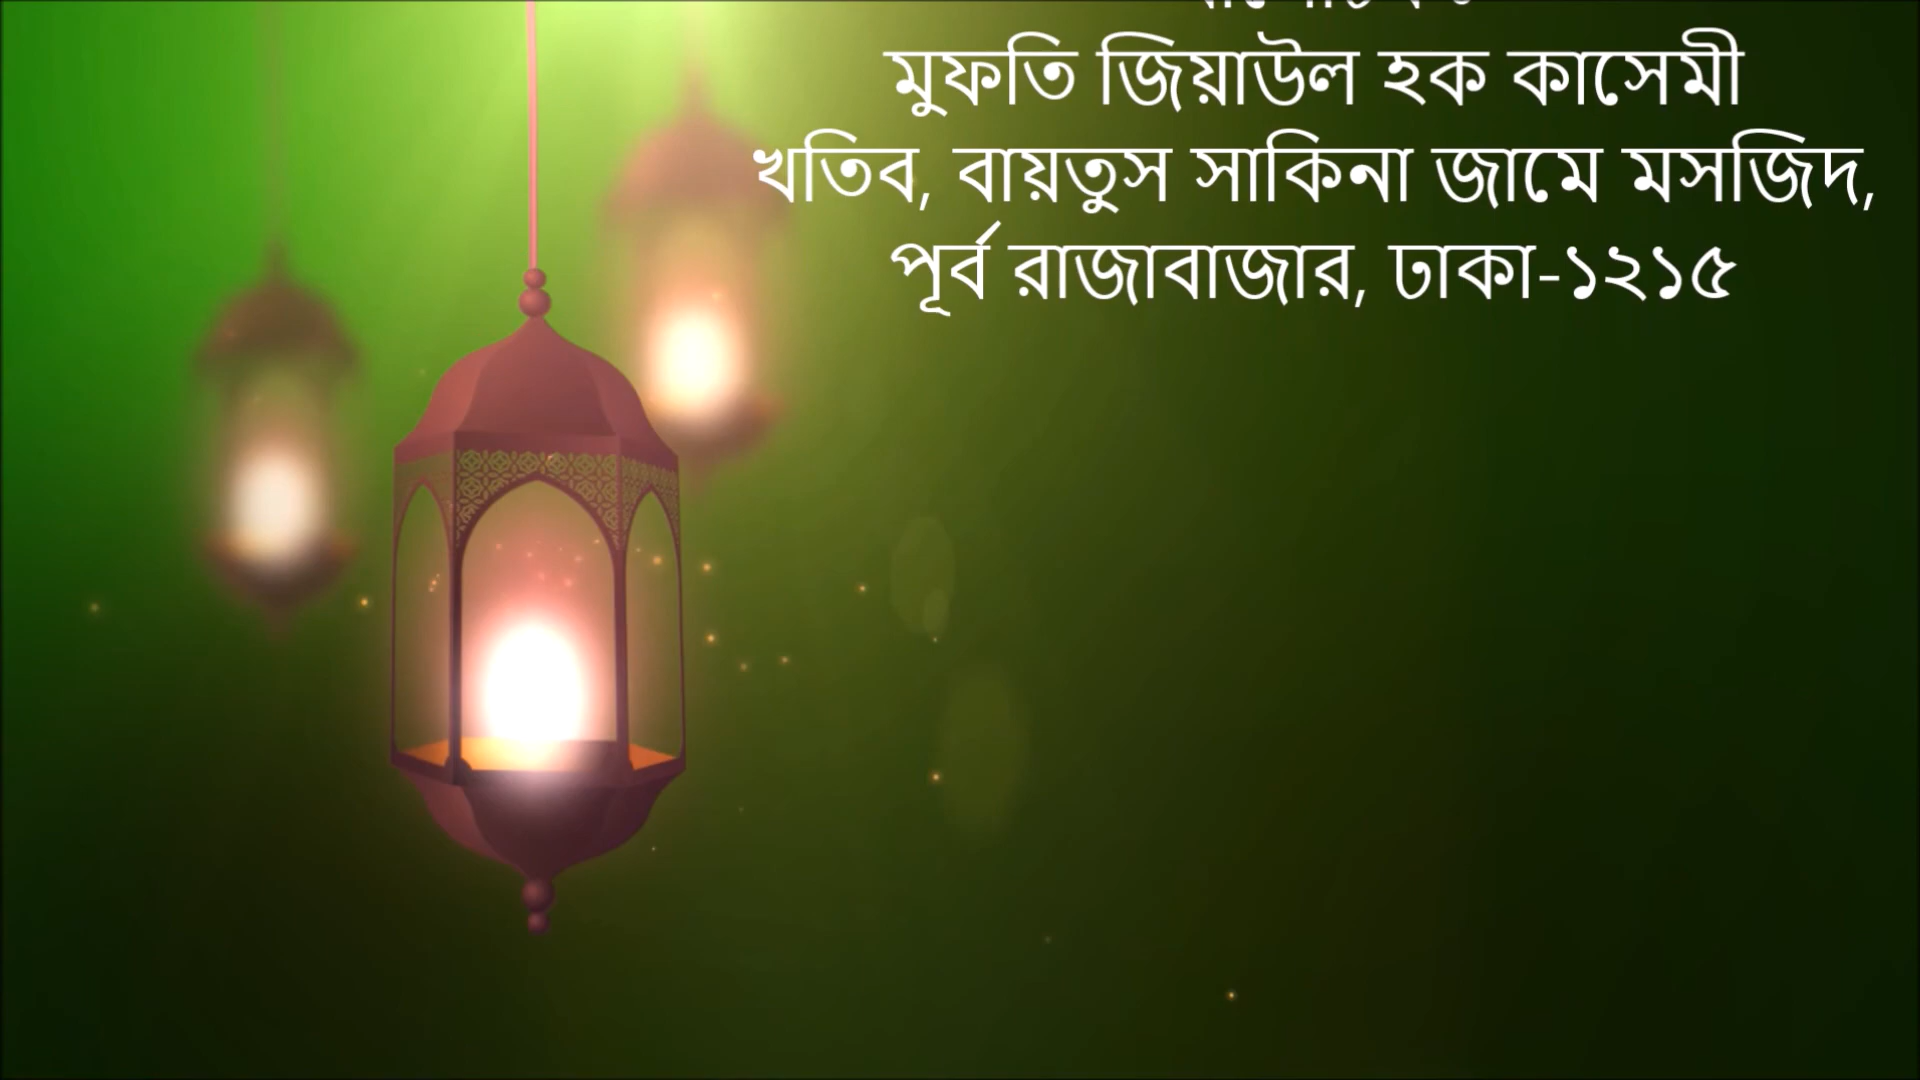 মুফতি জিয়াউল হক কাসেমী
খতিব, বায়তুস সাকিনা জামে মসজিদ,
পূর্ব রাজাবাজার, ঢাকা-১২১৫